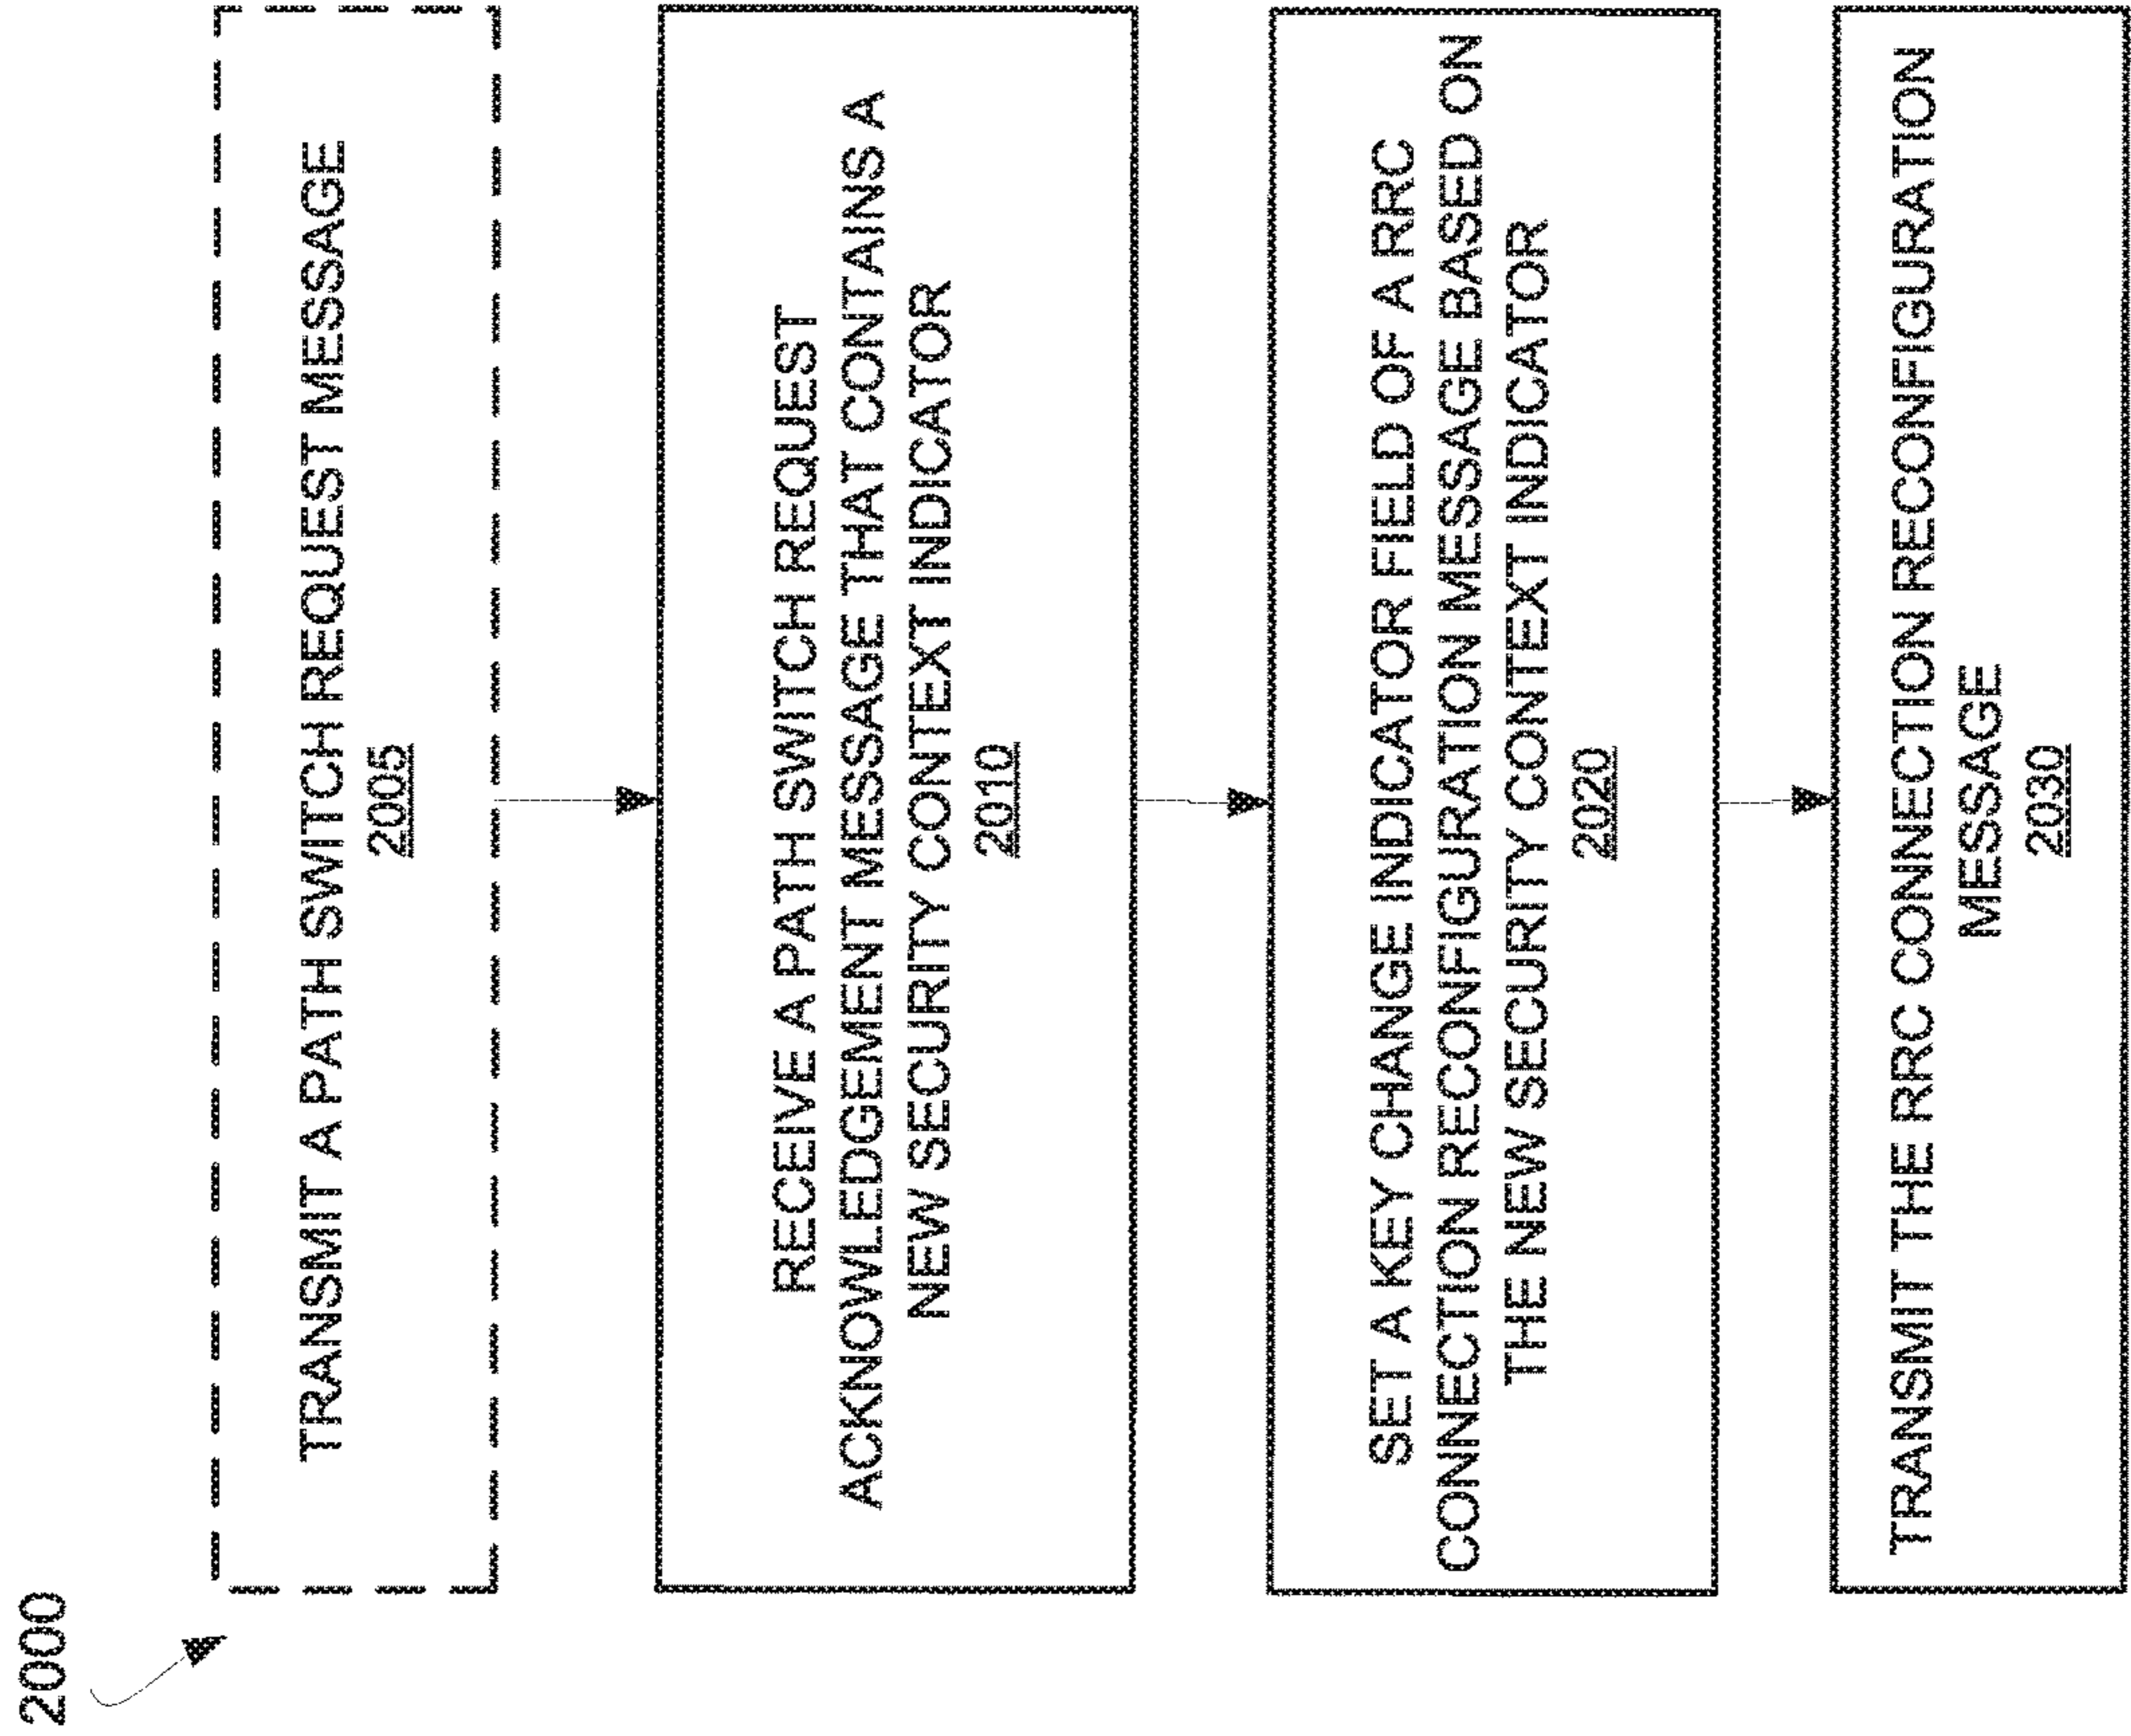 2000
TRANSMIT A PATH SWITCH REQUEST MESSAGE
2005
RECEIVE A PATH SWITCH REQUEST
ACKNOWLEDGEMENT MESSAGE THAT CONTAINS A
NEW SECURITY CONTEXT INDICATOR
2010
SET A KEY CHANGE INDICATOR FIELD OF A RRC
CONNECTION RECONFIGURATION MESSAGE BASED ON
THE NEW SECURITY CONTEXT INDICATOR
2020
TRANSMIT THE RRC CONNECTION RECONFIGURATION
MESSAGE
2030